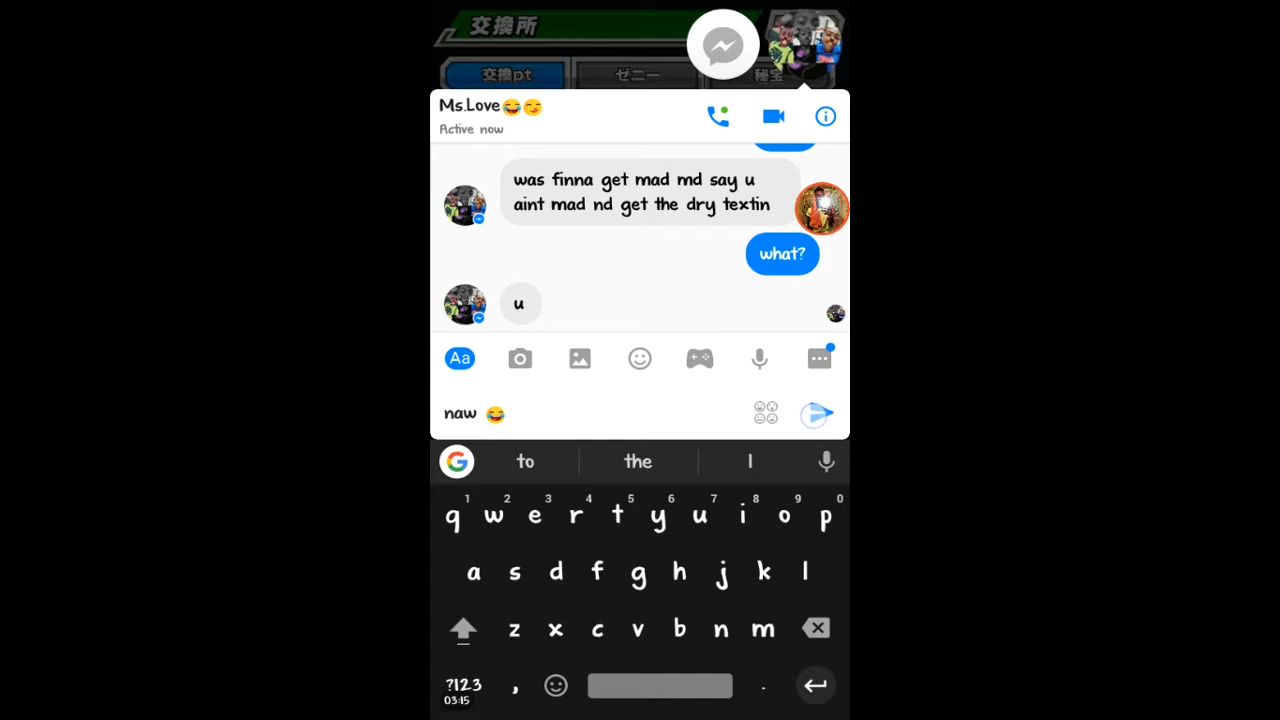 交換所
交換pt ゼニー 秘宝
Ms.Love😂😙
Active now
was finna get mad md say u
aint mad nd get the dry textin
what?
u
Aa
naw 😂
G to the I
1 2 3 4 5 6 7 8 9 0
q w e r t y u i o p
a s d f g h j k l
z x c v b n m
?123 , .
03:15